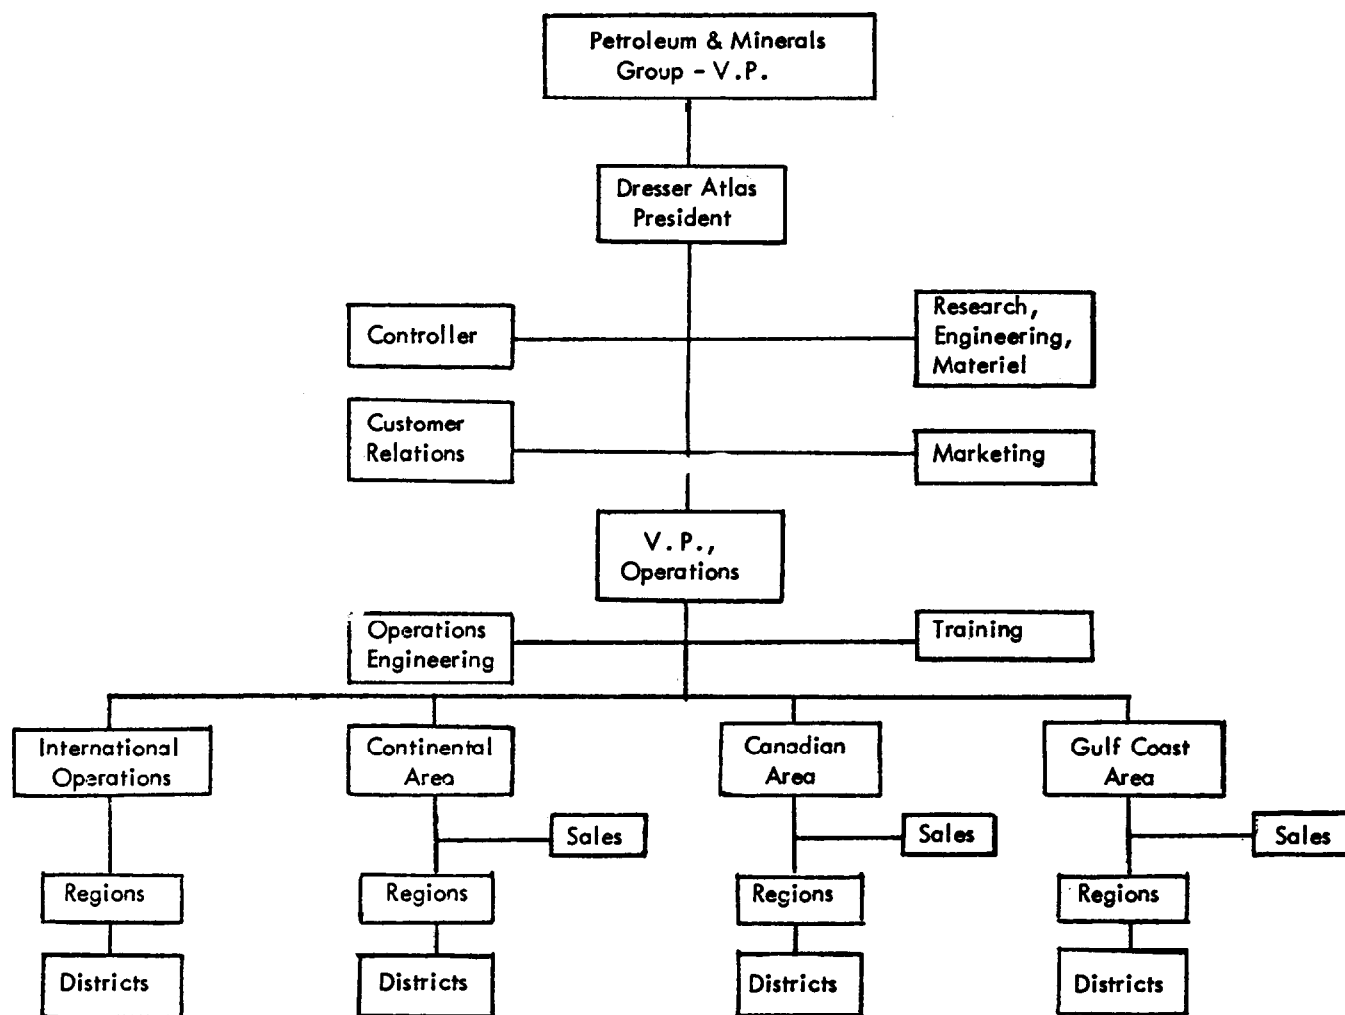 Petroleum & Minerals
Group - V.P.
Dresser Atlas
President
Controller
Research,
Engineering,
Materiel
Customer
Relations
Marketing
V.P.,
Operations
Operations
Engineering
Training
International
Operations
Continental
Area
Canadian
Area
Gulf Coast
Area
Sales
Sales
Sales
Regions
Regions
Regions
Regions
Districts
Districts
Districts
Districts